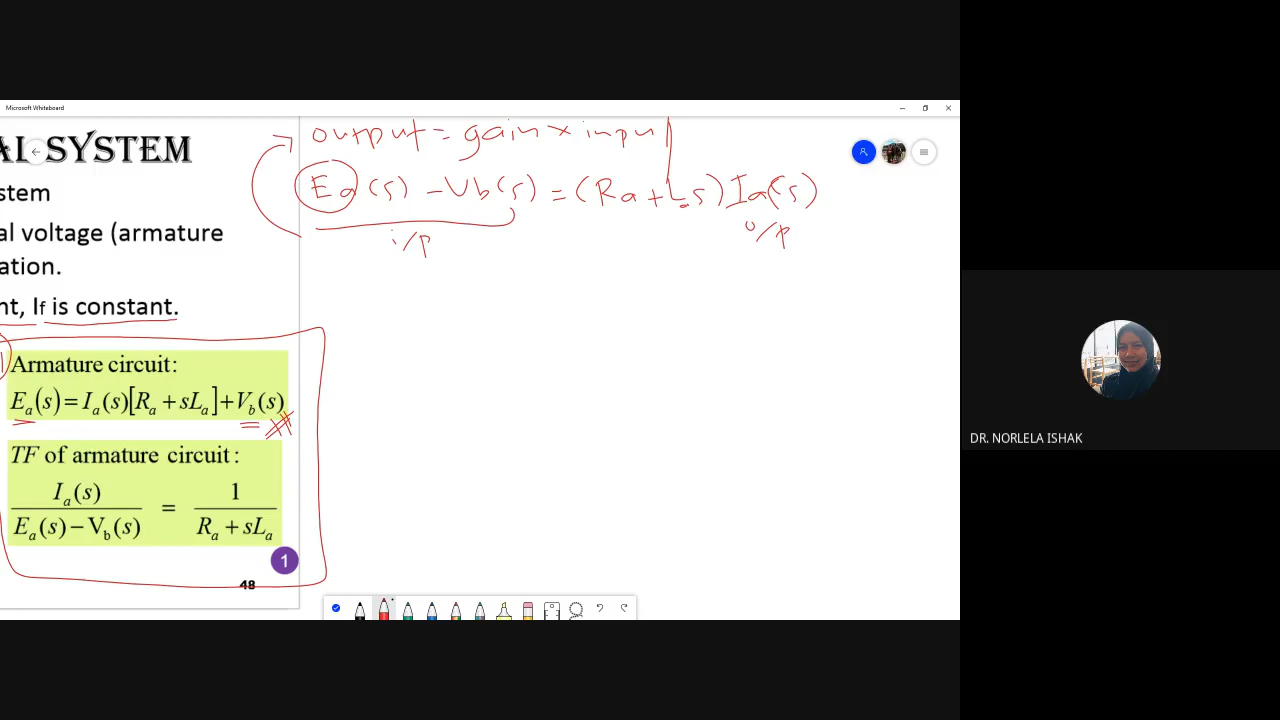 Microsoft Whiteboard
AL SYSTEM
stem
al voltage (armature
ation.
nt, If is constant.
Armature circuit:
Ea(s) = Ia(s)[Ra + sLa] + Vb(s)
TF of armature circuit:
Ia(s) / Ea(s) − Vb(s) = 1 / Ra + sLa
1
48
output = gain × input
Ea(s) - Vb(s) = (Ra + Las) Ia(s)
i/p
o/p
DR. NORLELA ISHAK